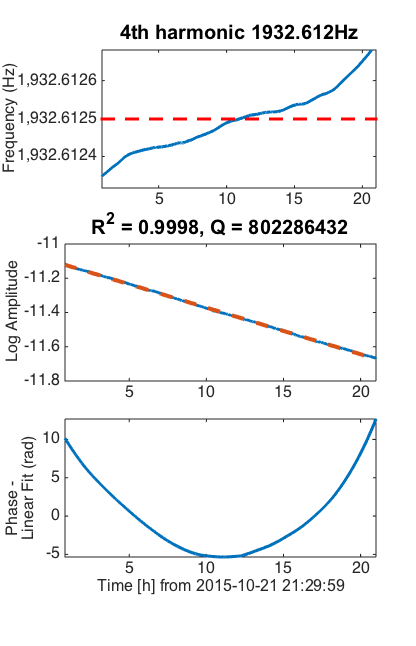 4th harmonic 1932.612Hz
Frequency (Hz)
1,932.6126
1,932.6125
1,932.6124
5 10 15 20
R² = 0.9998, Q = 802286432
Log Amplitude
-11
-11.2
-11.4
-11.6
-11.8
5 10 15 20
Phase -
Linear Fit (rad)
10
5
0
-5
5 10 15 20
Time [h] from 2015-10-21 21:29:59